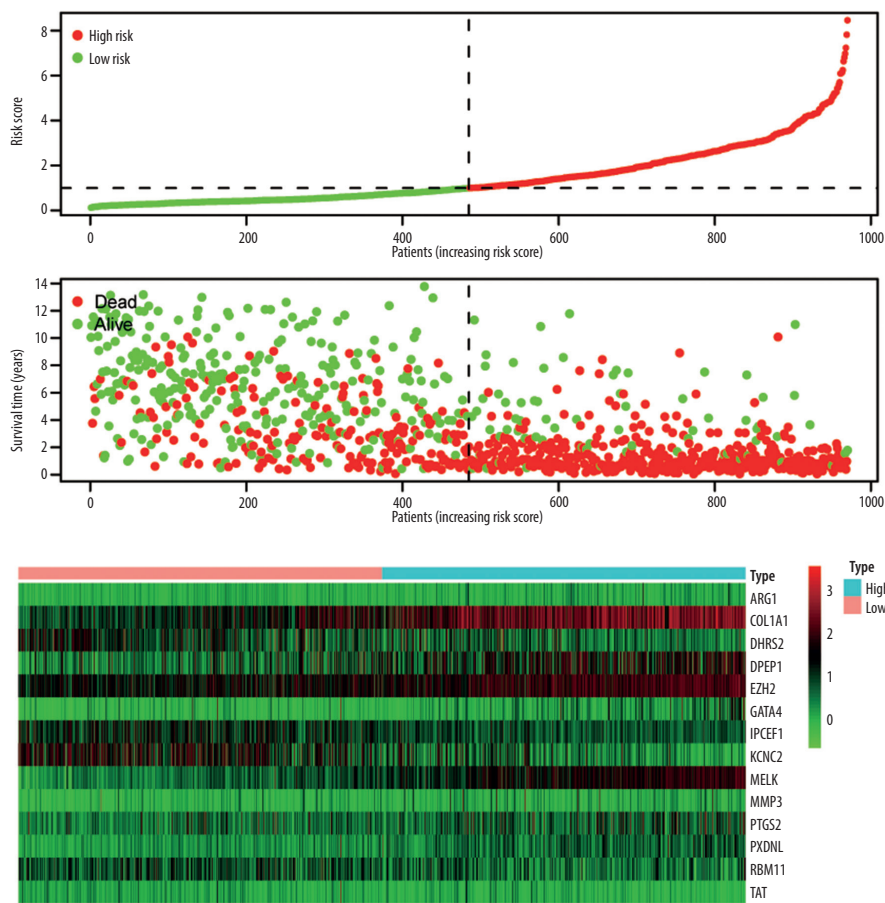 Risk score
8
6
4
2
0
High risk
Low risk
0
200
400
600
800
1000
Patients (increasing risk score)
Survival time (years)
14
12
10
8
6
4
2
0
Dead
Alive
0
200
400
600
800
1000
Patients (increasing risk score)
Type
ARG1
COL1A1
DHRS2
DPEP1
EZH2
GATA4
IPCEF1
KCNC2
MELK
MMP3
PTGS2
PXDNL
RBM11
TAT
3
2
1
0
Type
High
Low